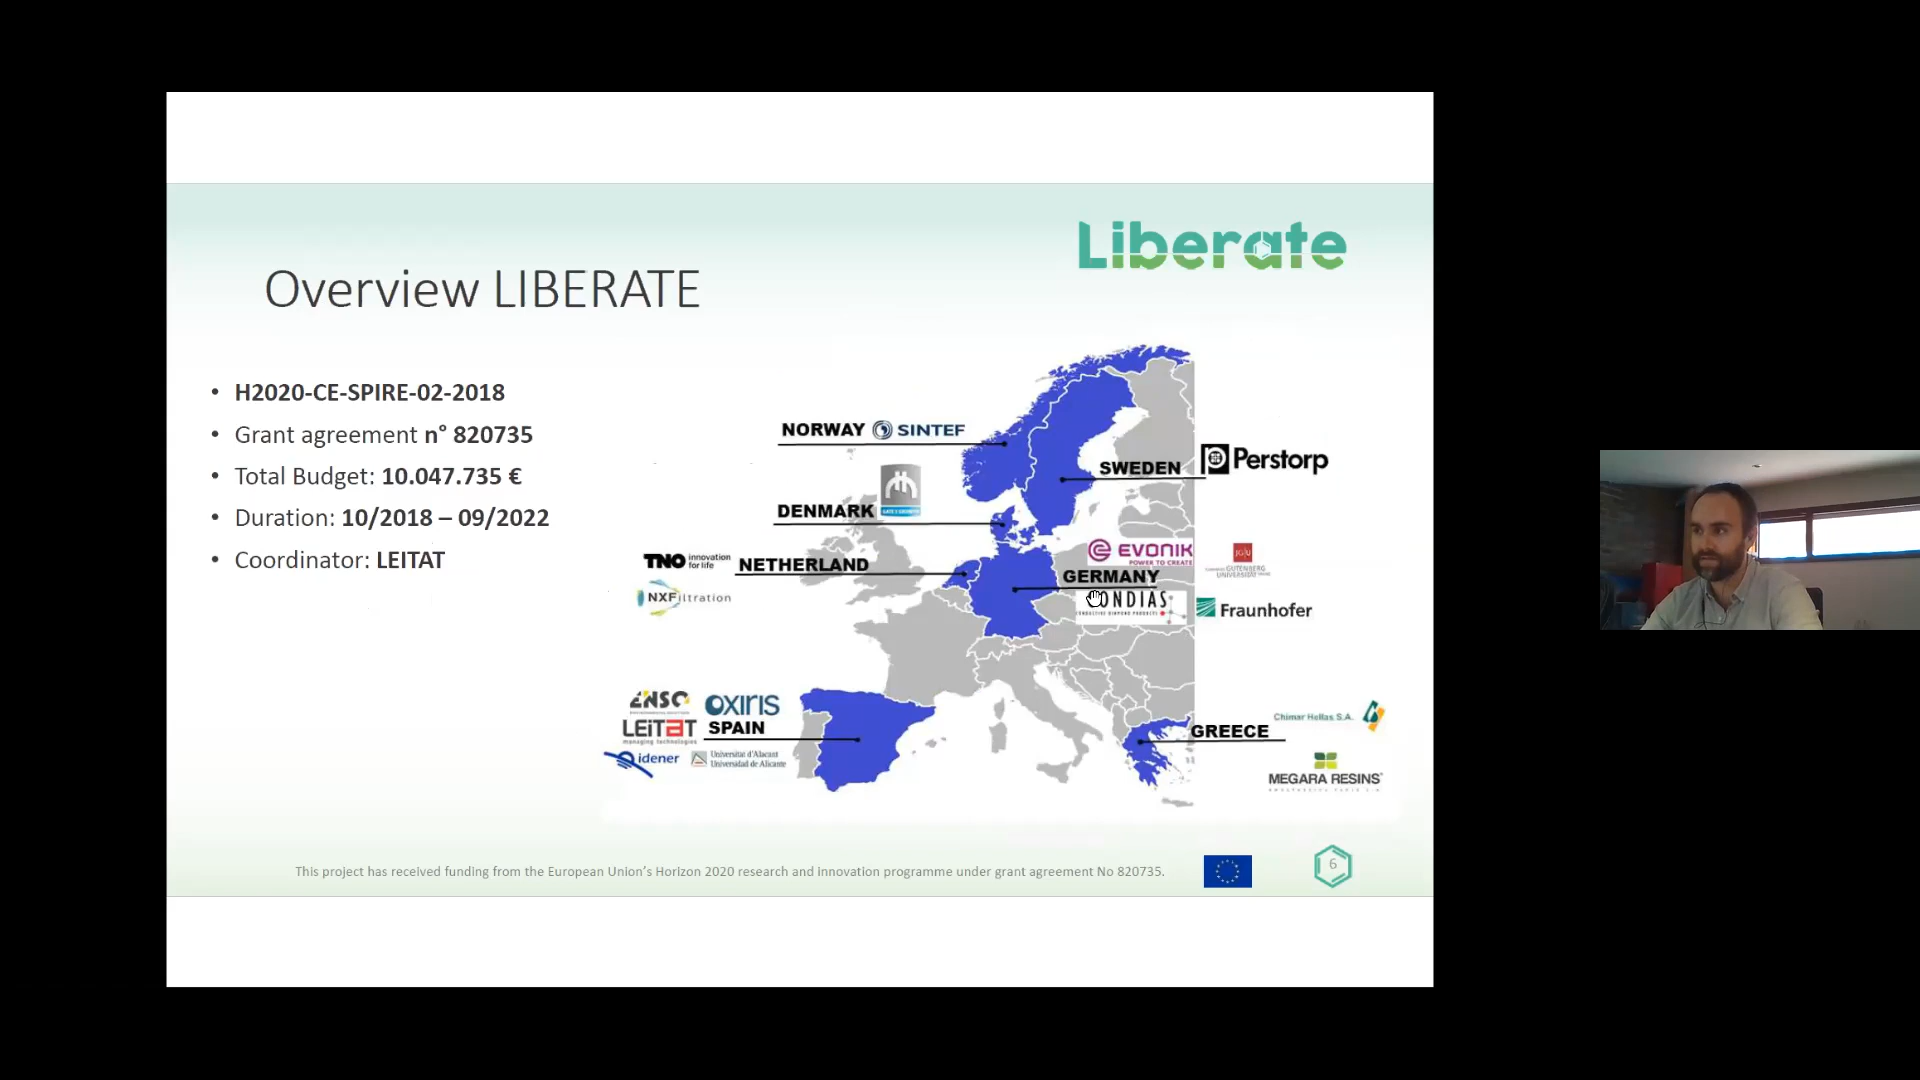 Liberate
Overview LIBERATE
• H2020-CE-SPIRE-02-2018
• Grant agreement n° 820735
• Total Budget: 10.047.735 €
• Duration: 10/2018 – 09/2022
• Coordinator: LEITAT
NORWAY SINTEF
SWEDEN Perstorp
DENMARK
TNO innovation for life NETHERLAND
NXFiltration
EVONIK
POWER TO CREATE
JGU
GUTENBERG
UNIVERSITÄT
GERMANY
CONDIAS
Fraunhofer
OXIRIS
LEITAT
managing technologies
SPAIN
idener
Universitat d'Alacant
Universidad de Alicante
GREECE
Chimar Hellas S.A.
MEGARA RESINS
This project has received funding from the European Union's Horizon 2020 research and innovation programme under grant agreement No 820735.
6